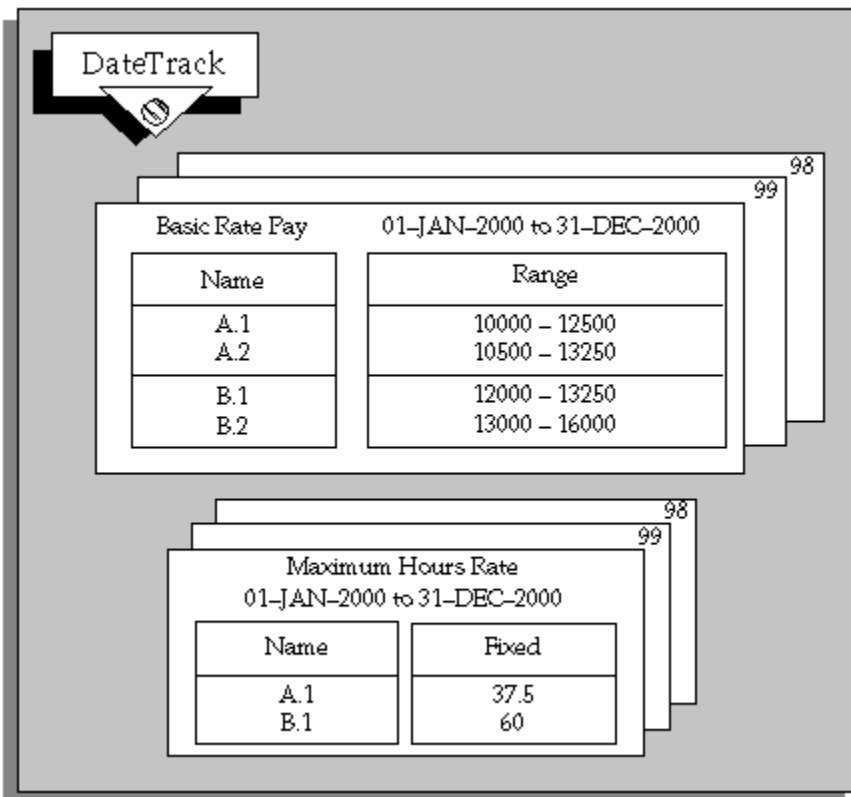 DateTrack
98
99
Basic Rate Pay 01–JAN–2000 to 31–DEC–2000
Name Range
A.1 10000 – 12500
A.2 10500 – 13250
B.1 12000 – 13250
B.2 13000 – 16000
98
99
Maximum Hours Rate
01–JAN–2000 to 31–DEC–2000
Name Fixed
A.1 37.5
B.1 60